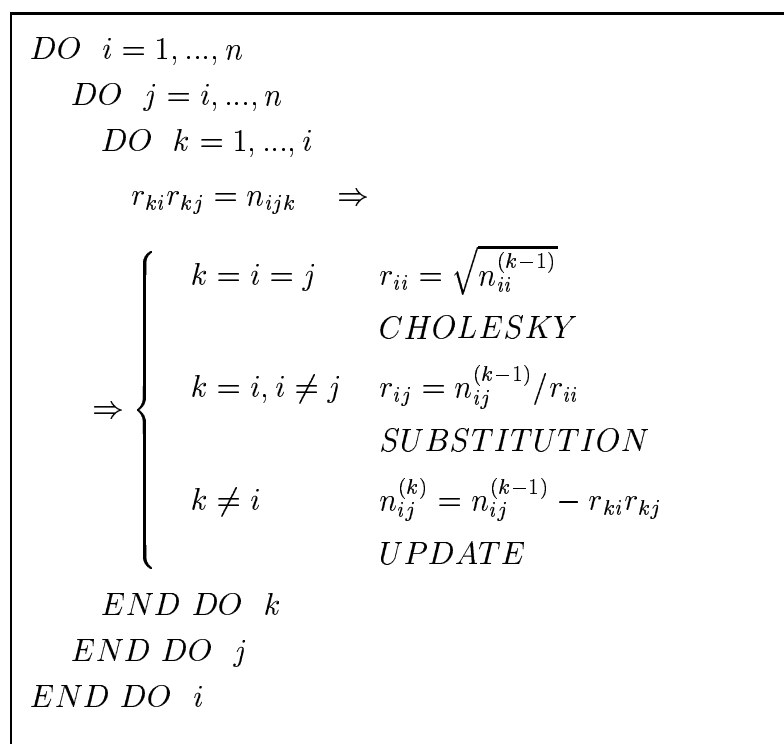 DO i = 1, ..., n
DO j = i, ..., n
DO k = 1, ..., i
r_{ki}r_{kj} = n_{ijk} ⇒
⇒ { k = i = j r_{ii} = \sqrt{n_{ii}^{(k-1)}}
CHOLESKY
k = i, i ≠ j r_{ij} = n_{ij}^{(k-1)}/r_{ii}
SUBSTITUTION
k ≠ i n_{ij}^{(k)} = n_{ij}^{(k-1)} − r_{ki}r_{kj}
UPDATE
END DO k
END DO j
END DO i